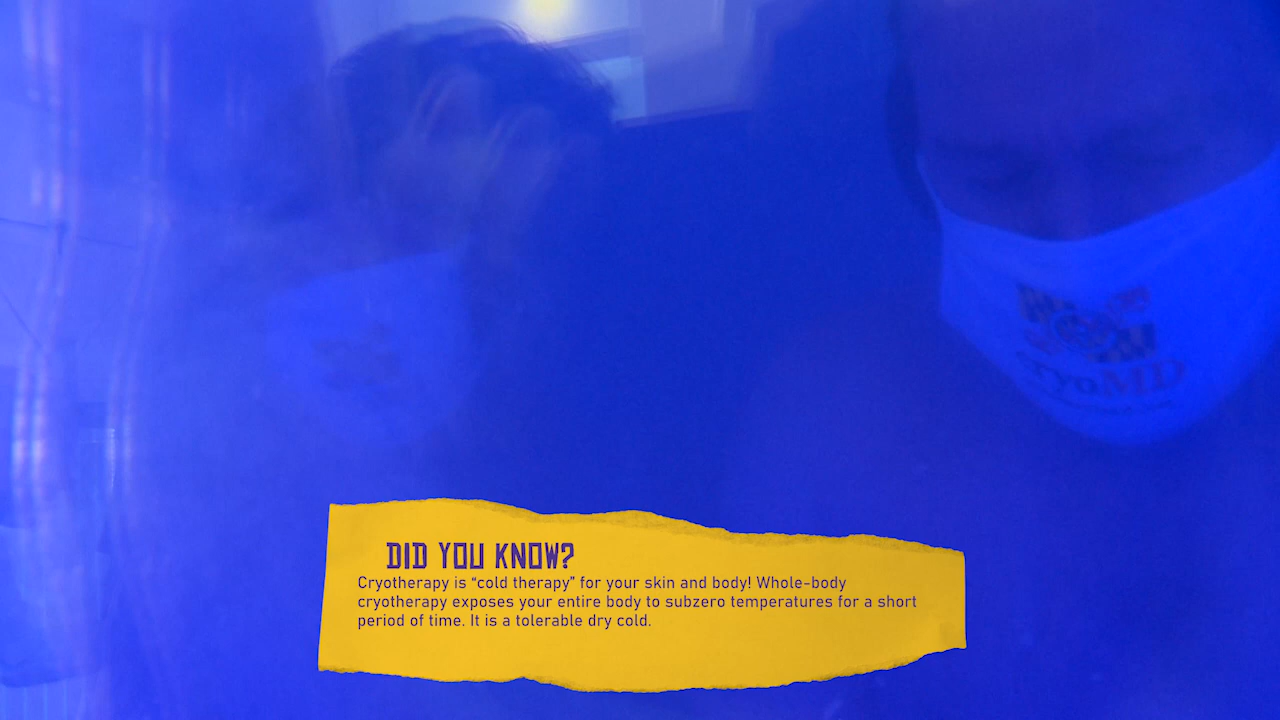 CryoMD
DID YOU KNOW?
Cryotherapy is “cold therapy” for your skin and body! Whole-body
cryotherapy exposes your entire body to subzero temperatures for a short
period of time. It is a tolerable dry cold.